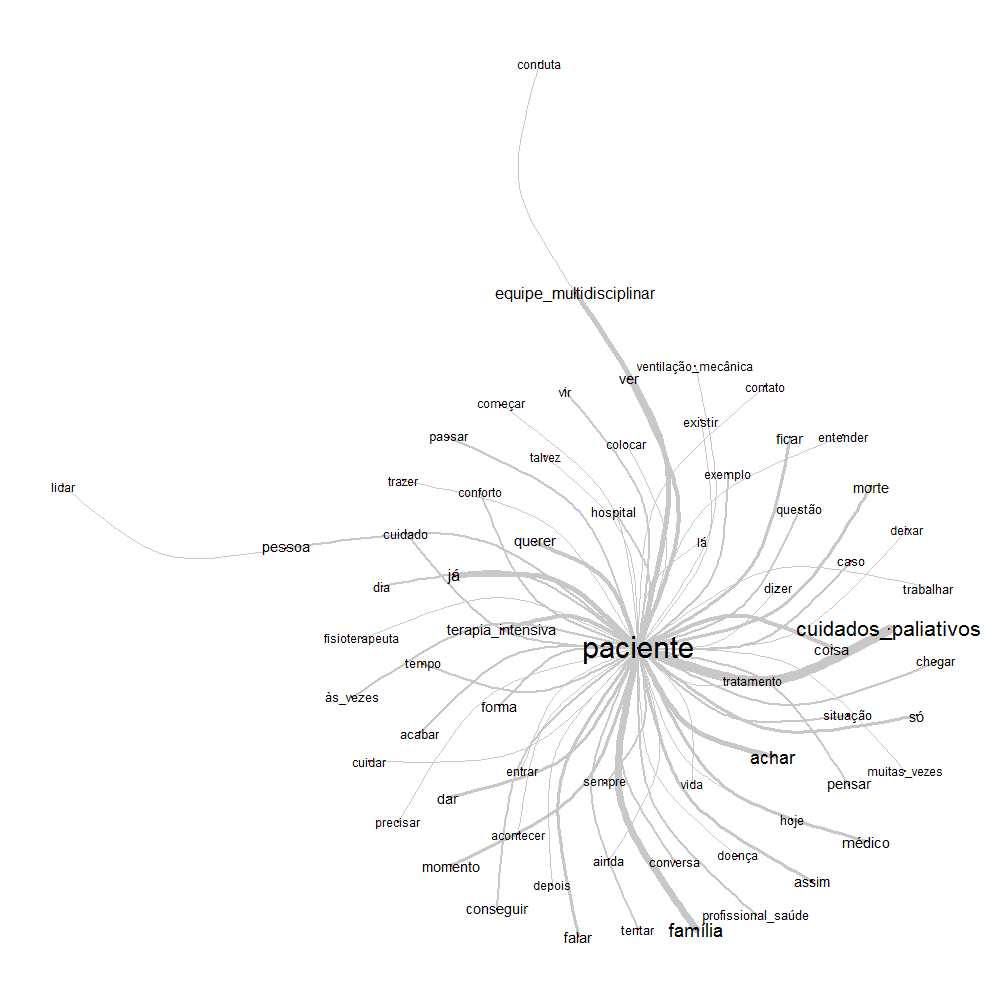 conduta
equipe_multidisciplinar
ventilação_mecânica
ver
contato
vir
começar
existir
passar
ficar
entender
colocar
talvez
exemplo
trazer
lidar
morte
conforto
questão
hospital
deixar
cuidado
querer
lá
pessoa
caso
já
dia
dizer
trabalhar
terapia_intensiva
cuidados_paliativos
fisioterapeuta
paciente
coisa
tempo
chegar
tratamento
às_vezes
forma
situação
só
acabar
achar
cuidar
entrar
muitas_vezes
sempre
vida
pensar
dar
precisar
hoje
acontecer
médico
doença
ainda
conversa
momento
depois
assim
conseguir
profissional_saúde
tentar
família
falar